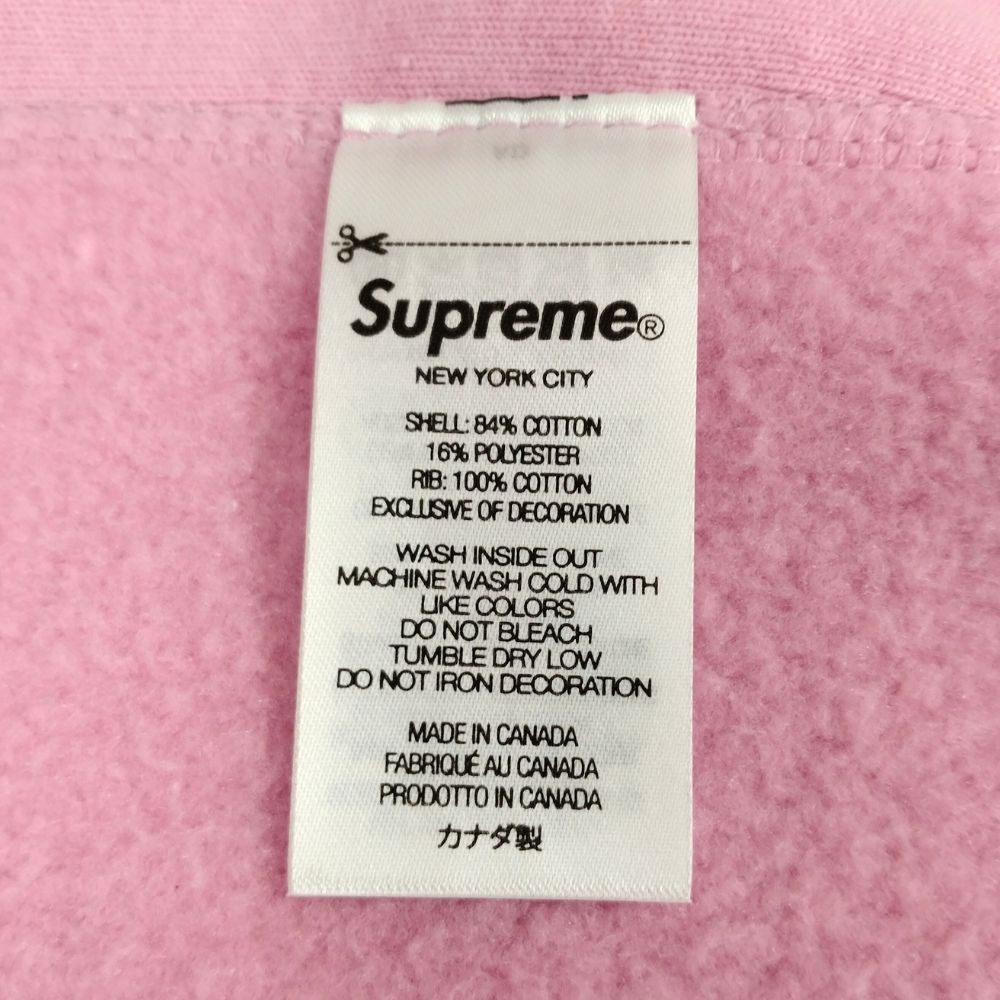 Supreme®
NEW YORK CITY
SHELL: 84% COTTON
16% POLYESTER
RIB: 100% COTTON
EXCLUSIVE OF DECORATION
WASH INSIDE OUT
MACHINE WASH COLD WITH
LIKE COLORS
DO NOT BLEACH
TUMBLE DRY LOW
DO NOT IRON DECORATION
MADE IN CANADA
FABRIQUÉ AU CANADA
PRODOTTO IN CANADA
カナダ製